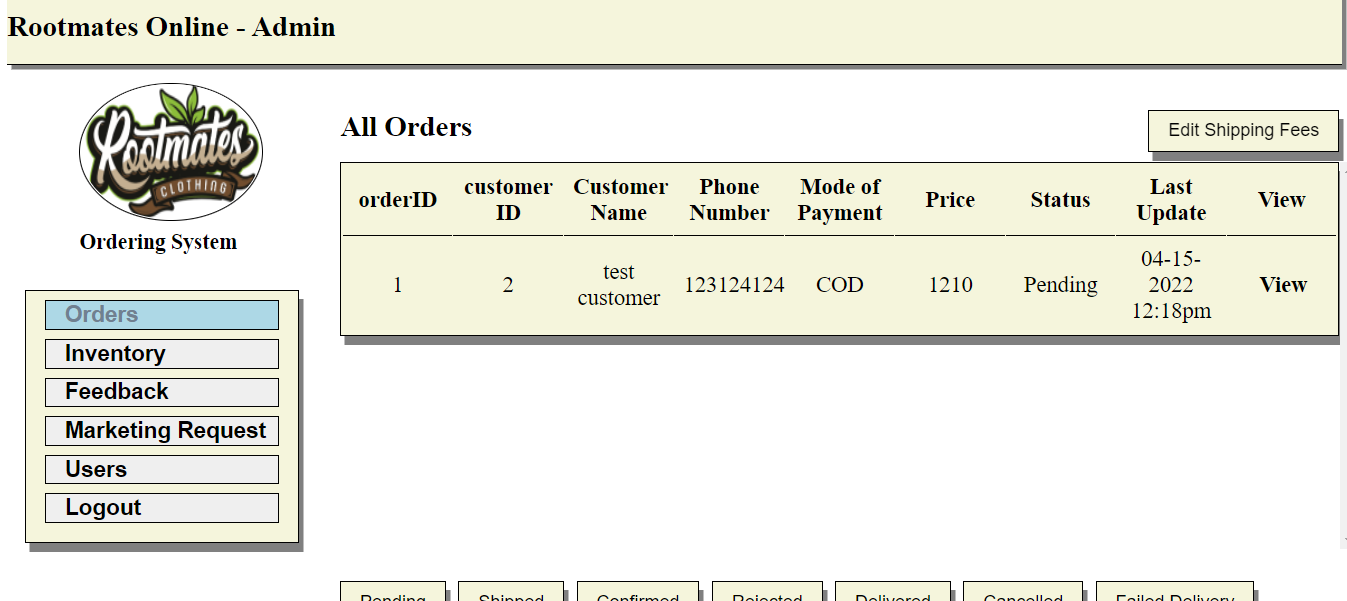 Rootmates Online - Admin
Rootmates
CLOTHING
Ordering System
Orders
Inventory
Feedback
Marketing Request
Users
Logout
All Orders
Edit Shipping Fees
orderID customer ID Customer Name Phone Number Mode of Payment Price Status Last Update View
1 2 test customer 123124124 COD 1210 Pending 04-15-2022 12:18pm View
Pending Shipped Confirmed Rejected Delivered Cancelled Failed Delivery